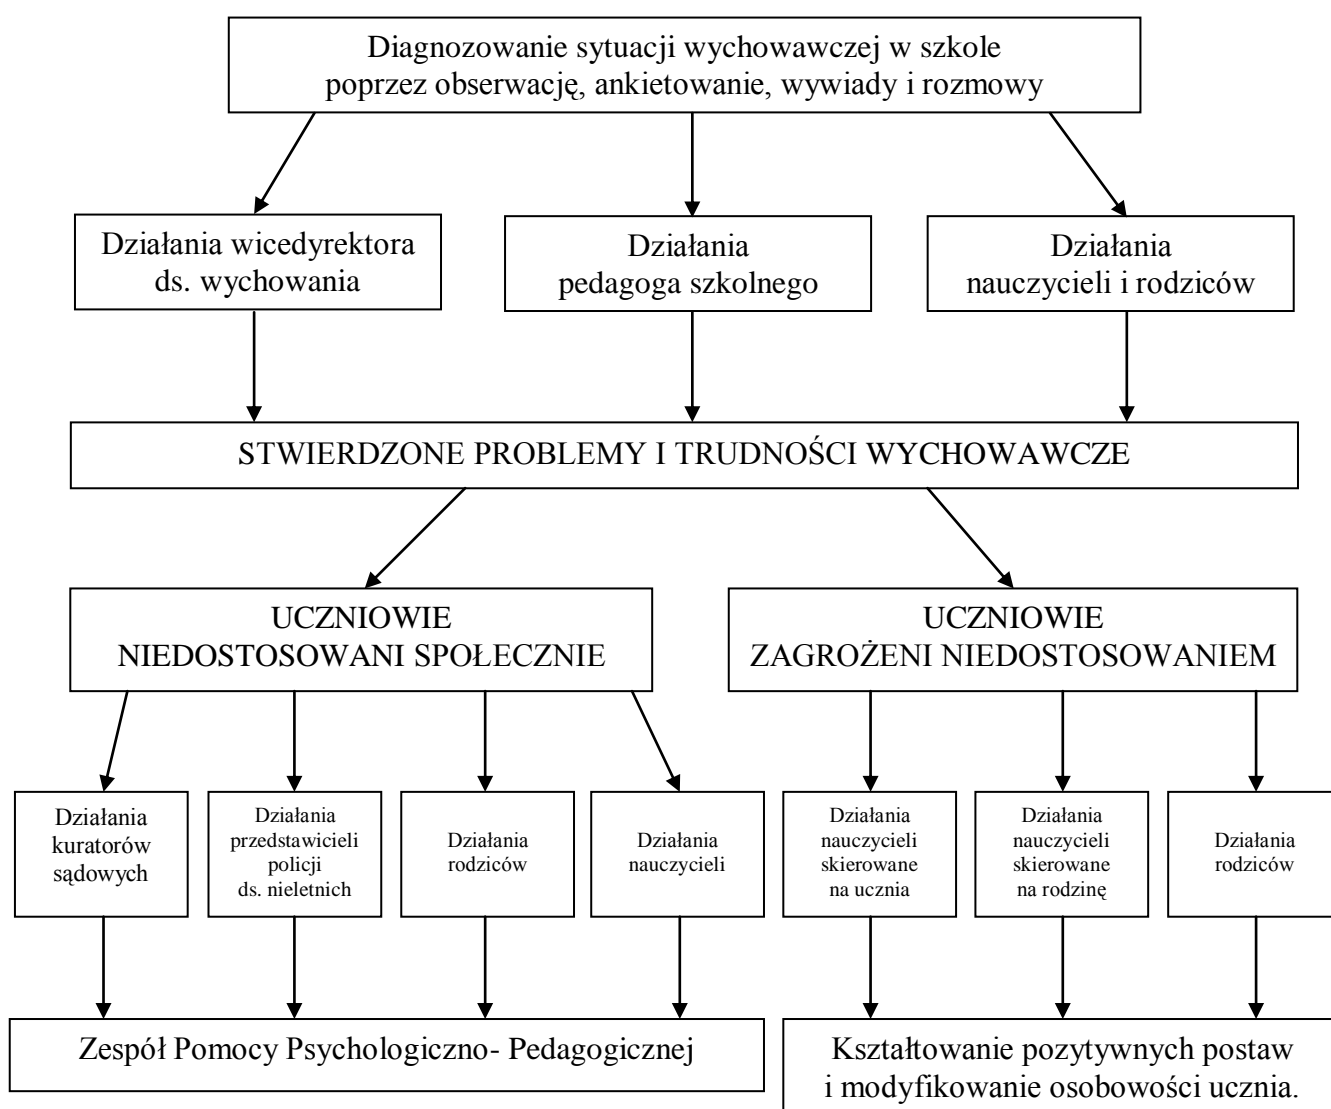 Diagnozowanie sytuacji wychowawczej w szkole
poprzez obserwację, ankietowanie, wywiady i rozmowy
Działania wicedyrektora
ds. wychowania
Działania
pedagoga szkolnego
Działania
nauczycieli i rodziców
STWIERDZONE PROBLEMY I TRUDNOŚCI WYCHOWAWCZE
UCZNIOWIE
NIEDOSTOSOWANI SPOŁECZNIE
UCZNIOWIE
ZAGROŻENI NIEDOSTOSOWANIEM
Działania
kuratorów
sądowych
Działania
przedstawicieli
policji
ds. nieletnich
Działania
rodziców
Działania
nauczycieli
Działania
nauczycieli
skierowane
na ucznia
Działania
nauczycieli
skierowane
na rodzinę
Działania
rodziców
Zespół Pomocy Psychologiczno- Pedagogicznej
Kształtowanie pozytywnych postaw
i modyfikowanie osobowości ucznia.